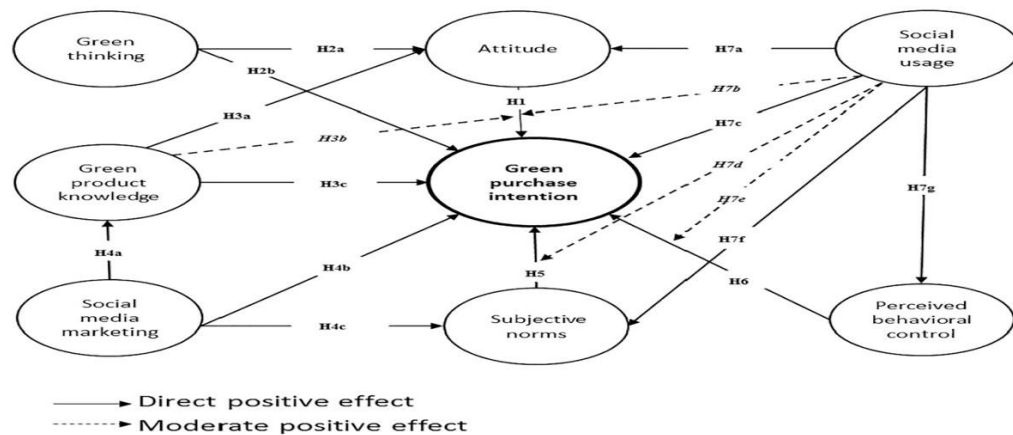 Green
thinking
H2a
Attitude
H7a
Social
media
usage
H2b
H1
H7b
H3a
H3b
H7c
Green
product
knowledge
H3c
Green
purchase
intention
H7d
H7e
H7g
H4a
H4b
H5
H7f
H6
Social
media
marketing
H4c
Subjective
norms
Perceived
behavioral
control
Direct positive effect
Moderate positive effect